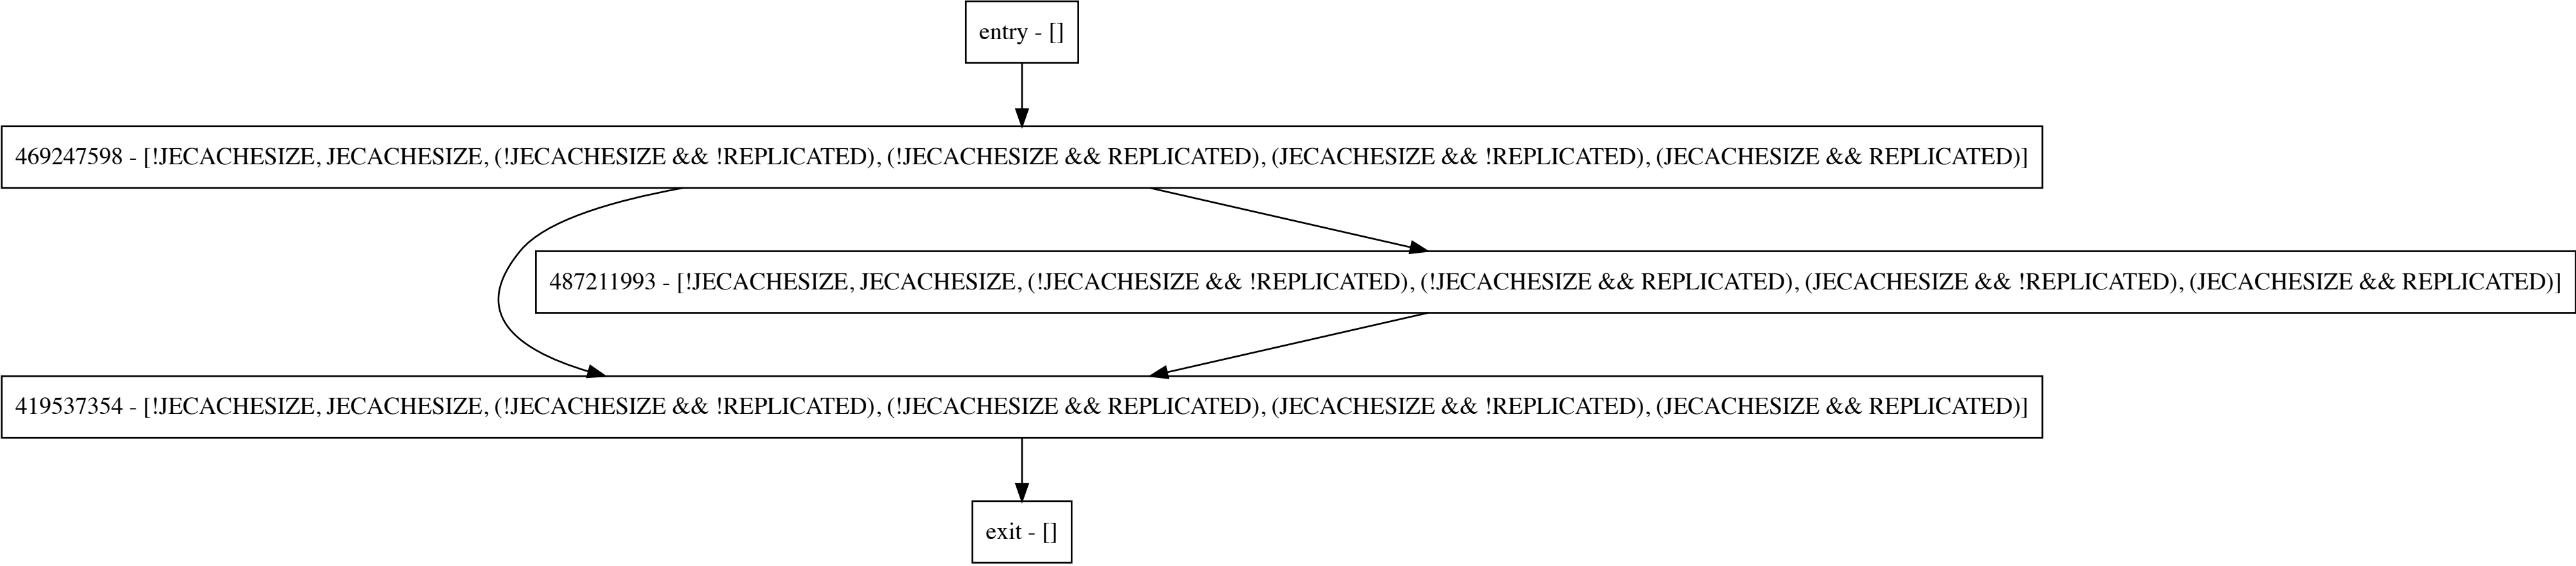 entry - []
469247598 - [!JECACHESIZE, JECACHESIZE, (!JECACHESIZE && !REPLICATED), (!JECACHESIZE && REPLICATED), (JECACHESIZE && !REPLICATED), (JECACHESIZE && REPLICATED)]
487211993 - [!JECACHESIZE, JECACHESIZE, (!JECACHESIZE && !REPLICATED), (!JECACHESIZE && REPLICATED), (JECACHESIZE && !REPLICATED), (JECACHESIZE && REPLICATED)]
419537354 - [!JECACHESIZE, JECACHESIZE, (!JECACHESIZE && !REPLICATED), (!JECACHESIZE && REPLICATED), (JECACHESIZE && !REPLICATED), (JECACHESIZE && REPLICATED)]
exit - []